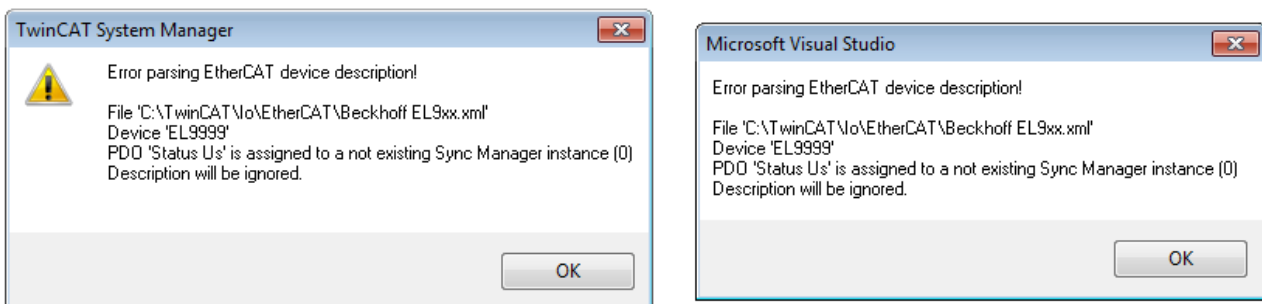 TwinCAT System Manager
Error parsing EtherCAT device description!
File 'C:\TwinCAT\Io\EtherCAT\Beckhoff EL9xx.xml'
Device 'EL9999'
PDO 'Status Us' is assigned to a not existing Sync Manager instance (0)
Description will be ignored.
OK
Microsoft Visual Studio
Error parsing EtherCAT device description!
File 'C:\TwinCAT\Io\EtherCAT\Beckhoff EL9xx.xml'
Device 'EL9999'
PDO 'Status Us' is assigned to a not existing Sync Manager instance (0)
Description will be ignored.
OK